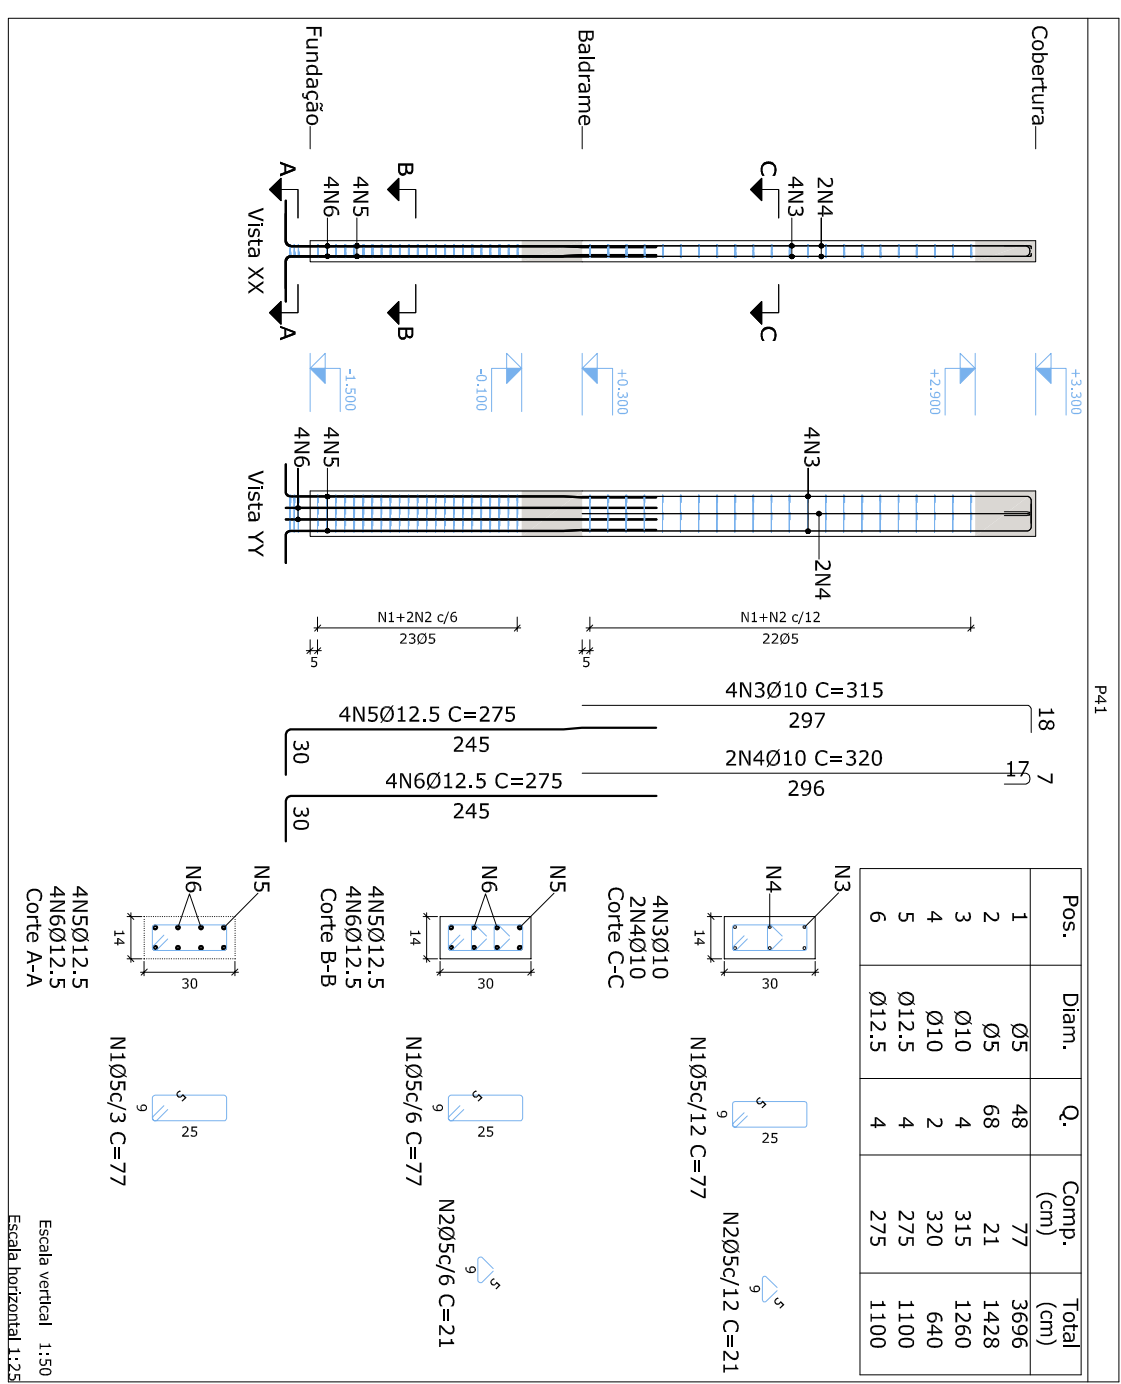 P41
Cobertura
Baldrame
Fundação
+3.300
+2.900
+0.300
-0.100
-1.500
2N4
4N3
C
C
B
B
4N5
4N6
A
A
Vista XX
4N3
2N4
4N5
4N6
Vista YY
N1+N2 c/12
22Ø5
5
N1+2N2 c/6
23Ø5
5
4N3Ø10 C=315
297
18
2N4Ø10 C=320
296
17
7
4N5Ø12.5 C=275
245
30
4N6Ø12.5 C=275
245
30
Pos. Diam. Q. Comp. (cm) Total (cm)
1 Ø5 48 77 3696
2 Ø5 68 21 1428
3 Ø10 4 315 1260
4 Ø10 2 320 640
5 Ø12.5 4 275 1100
6 Ø12.5 4 275 1100
N3
N4
14
30
4N3Ø10
2N4Ø10
Corte C-C
5
9
25
N1Ø5c/12 C=77
5
9
N2Ø5c/12 C=21
N5
N6
14
30
4N5Ø12.5
4N6Ø12.5
Corte B-B
5
9
25
N1Ø5c/6 C=77
5
9
N2Ø5c/6 C=21
N5
N6
14
30
4N5Ø12.5
4N6Ø12.5
Corte A-A
5
9
25
N1Ø5c/3 C=77
Escala vertical 1:50
Escala horizontal 1:25